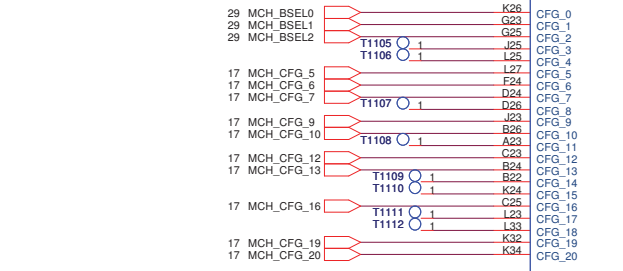 29 MCH_BSEL0 K26 CFG_0
29 MCH_BSEL1 G23 CFG_1
29 MCH_BSEL2 G25 CFG_2
T1105 1 J25 CFG_3
T1106 1 L25 CFG_4
17 MCH_CFG_5 L27 CFG_5
17 MCH_CFG_6 F24 CFG_6
17 MCH_CFG_7 D24 CFG_7
T1107 1 D26 CFG_8
17 MCH_CFG_9 J23 CFG_9
17 MCH_CFG_10 B26 CFG_10
T1108 1 A23 CFG_11
17 MCH_CFG_12 C23 CFG_12
17 MCH_CFG_13 B24 CFG_13
T1109 1 B22 CFG_14
T1110 1 K24 CFG_15
17 MCH_CFG_16 C25 CFG_16
T1111 1 L23 CFG_17
T1112 1 L33 CFG_18
17 MCH_CFG_19 K32 CFG_19
17 MCH_CFG_20 K34 CFG_20